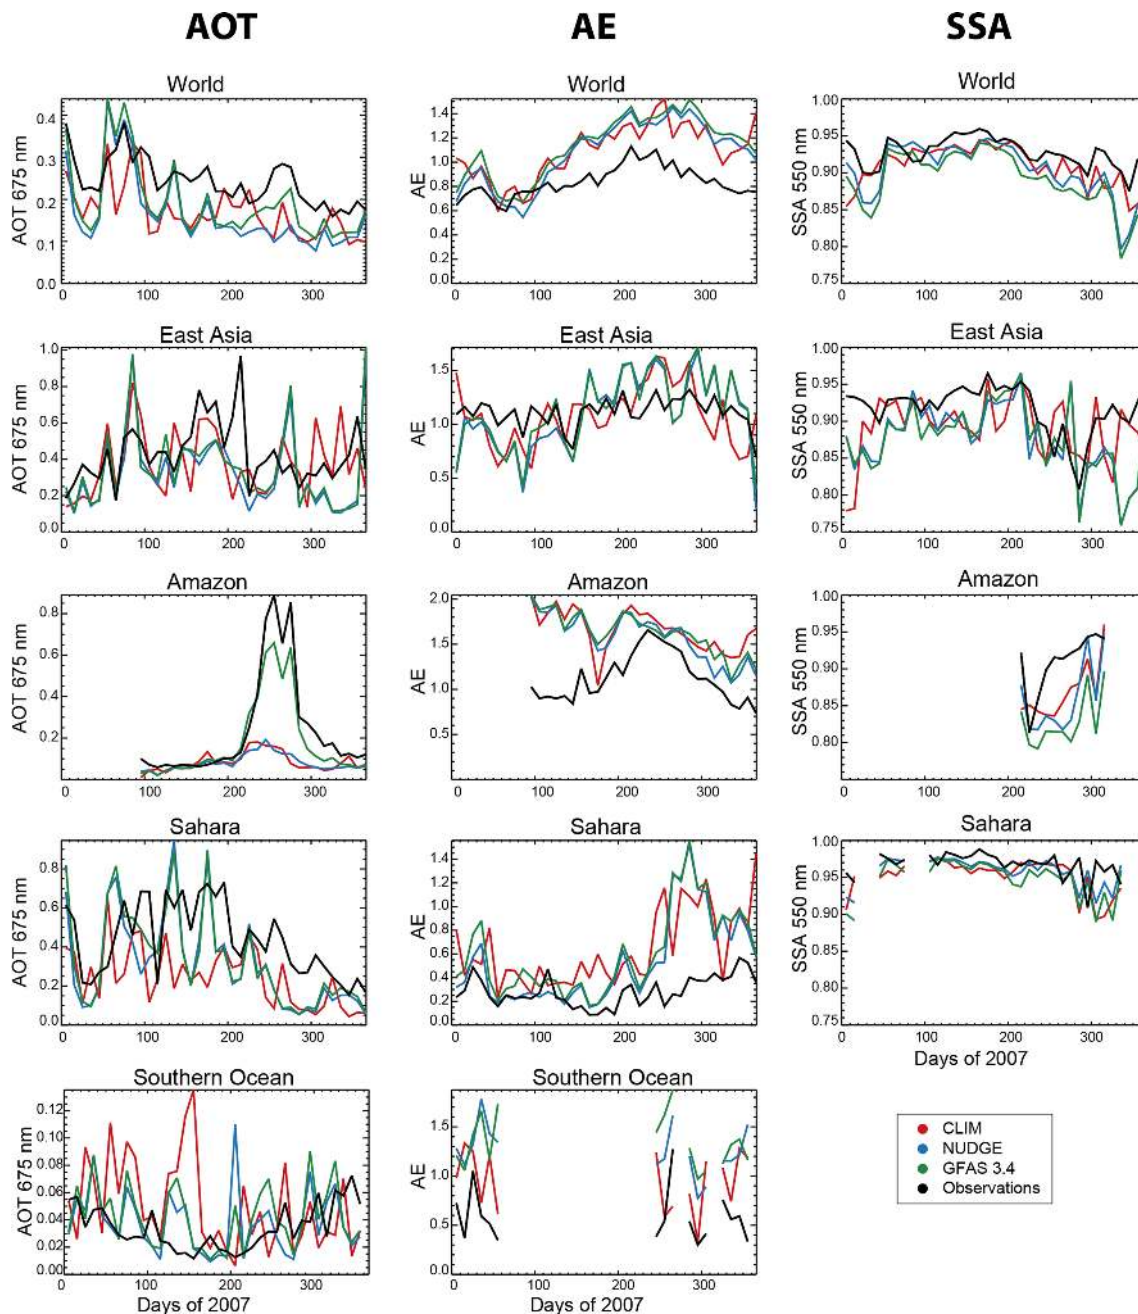 AOT AE SSA
World World World
AOT 675 nm
0.4
0.3
0.2
0.1
0.0
0 100 200 300
AE
1.4
1.2
1.0
0.8
0.6
0.4
0.2
0.0
0 100 200 300
SSA 550 nm
1.00
0.95
0.90
0.85
0.80
0.75
0 100 200 300
East Asia East Asia East Asia
AOT 675 nm
1.0
0.8
0.6
0.4
0.2
0.0
0 100 200 300
AE
1.5
1.0
0.5
0.0
0 100 200 300
SSA 550 nm
1.00
0.95
0.90
0.85
0.80
0.75
0 100 200 300
Amazon Amazon Amazon
AOT 675 nm
0.8
0.6
0.4
0.2
0 100 200 300
AE
2.0
1.5
1.0
0.5
0 100 200 300
SSA 550 nm
1.00
0.95
0.90
0.85
0.80
0 100 200 300
Sahara Sahara Sahara
AOT 675 nm
0.8
0.6
0.4
0.2
0.0
0 100 200 300
AE
1.4
1.2
1.0
0.8
0.6
0.4
0.2
0.0
0 100 200 300
SSA 550 nm
1.00
0.95
0.90
0.85
0.80
0.75
0 100 200 300
Days of 2007
Southern Ocean Southern Ocean
AOT 675 nm
0.12
0.10
0.08
0.06
0.04
0.02
0.00
0 100 200 300
Days of 2007
AE
1.5
1.0
0.5
0.0
0 100 200 300
Days of 2007
CLIM
NUDGE
GFAS 3.4
Observations